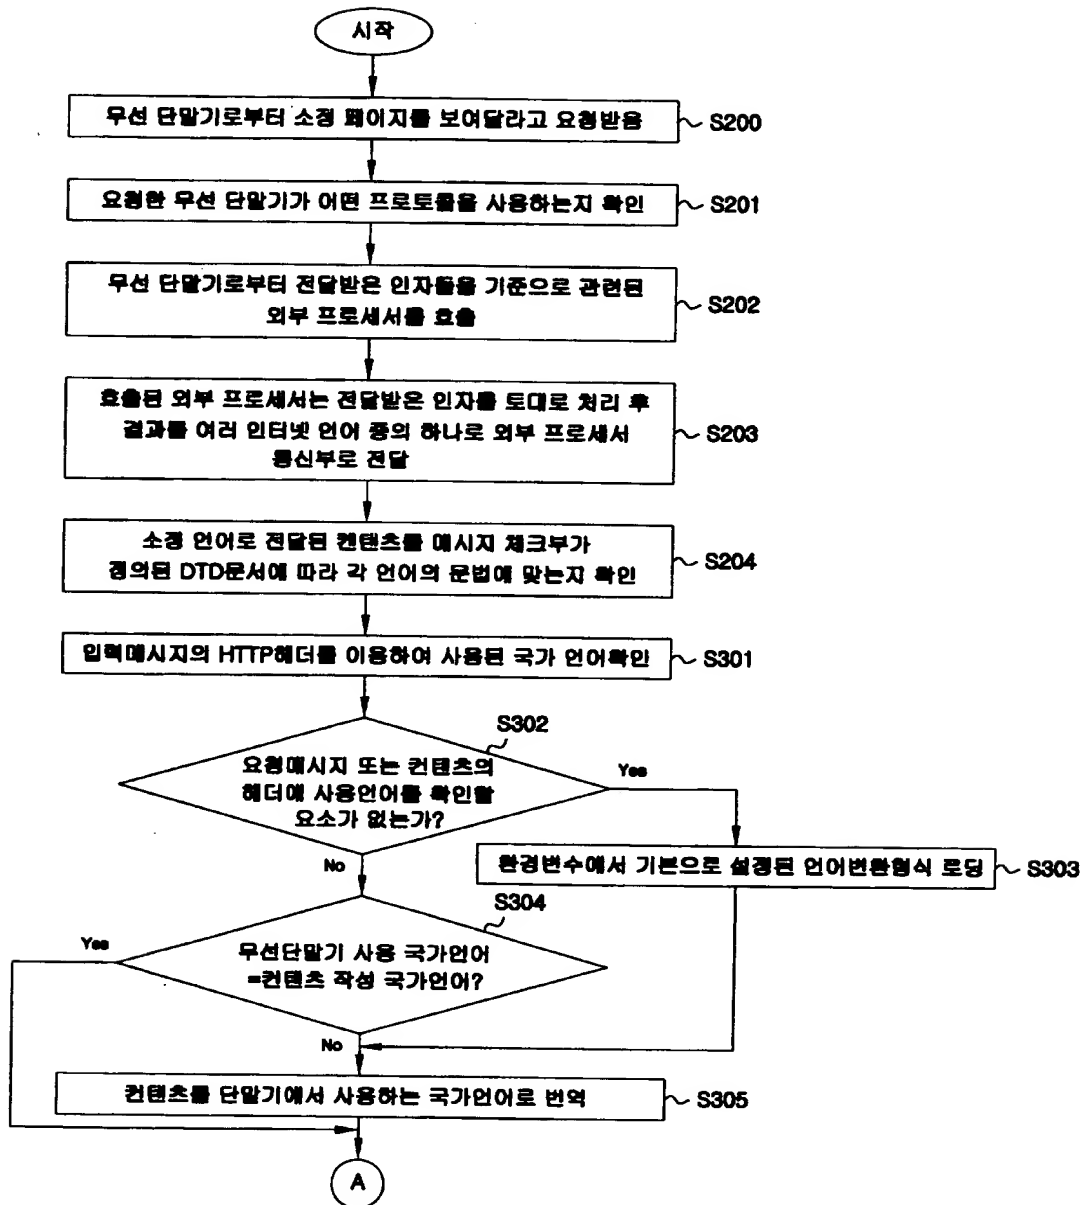 시작
무선 단말기로부터 소정 페이지를 보여달라고 요청받음
S200
요청한 무선 단말기가 어떤 프로토콜을 사용하는지 확인
S201
무선 단말기로부터 전달받은 인자들을 기준으로 관련된
외부 프로세서를 호출
S202
호출된 외부 프로세서는 전달받은 인자를 토대로 처리 후
결과를 여러 인터넷 언어 중의 하나로 외부 프로세서
통신부로 전달
S203
소정 언어로 전달된 컨텐츠를 메시지 체크부가
정의된 DTD문서에 따라 각 언어의 문법에 맞는지 확인
S204
입력메시지의 HTTP헤더를 이용하여 사용된 국가 언어확인
S301
S302
요청메시지 또는 컨텐츠의
헤더에 사용언어를 확인할
요소가 없는가?
Yes
No
환경변수에서 기본으로 설정된 언어변환형식 로딩
S303
S304
Yes
무선단말기 사용 국가언어
=컨텐츠 작성 국가언어?
No
컨텐츠를 단말기에서 사용하는 국가언어로 번역
S305
A